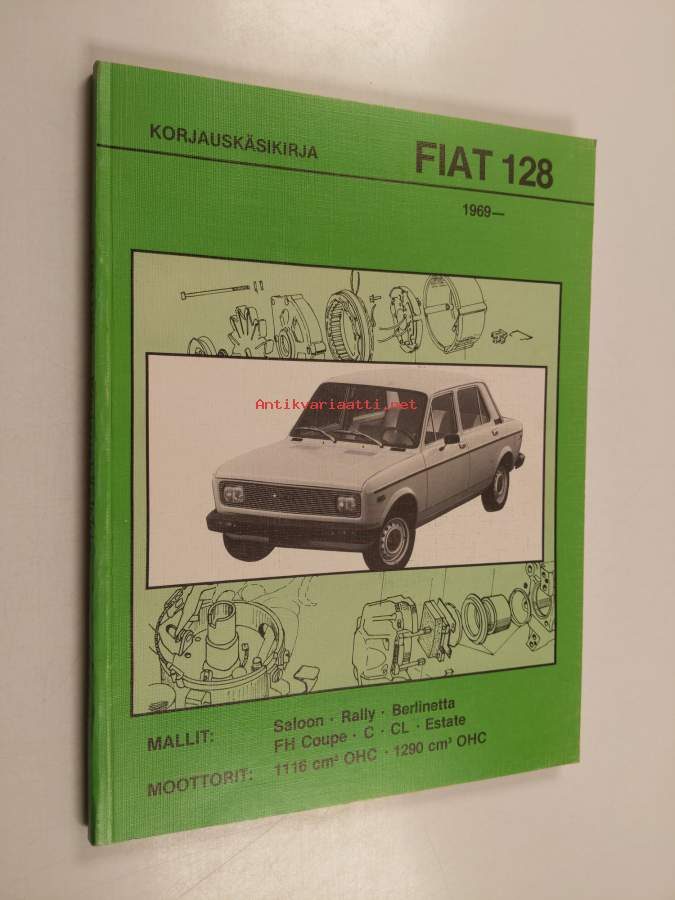 KORJAUSKÄSIKIRJA
FIAT 128
1969—
Antikvariaatti.net
MALLIT: Saloon · Rally · Berlinetta
FH Coupe · C · CL · Estate
MOOTTORIT: 1116 cm³ OHC · 1290 cm³ OHC